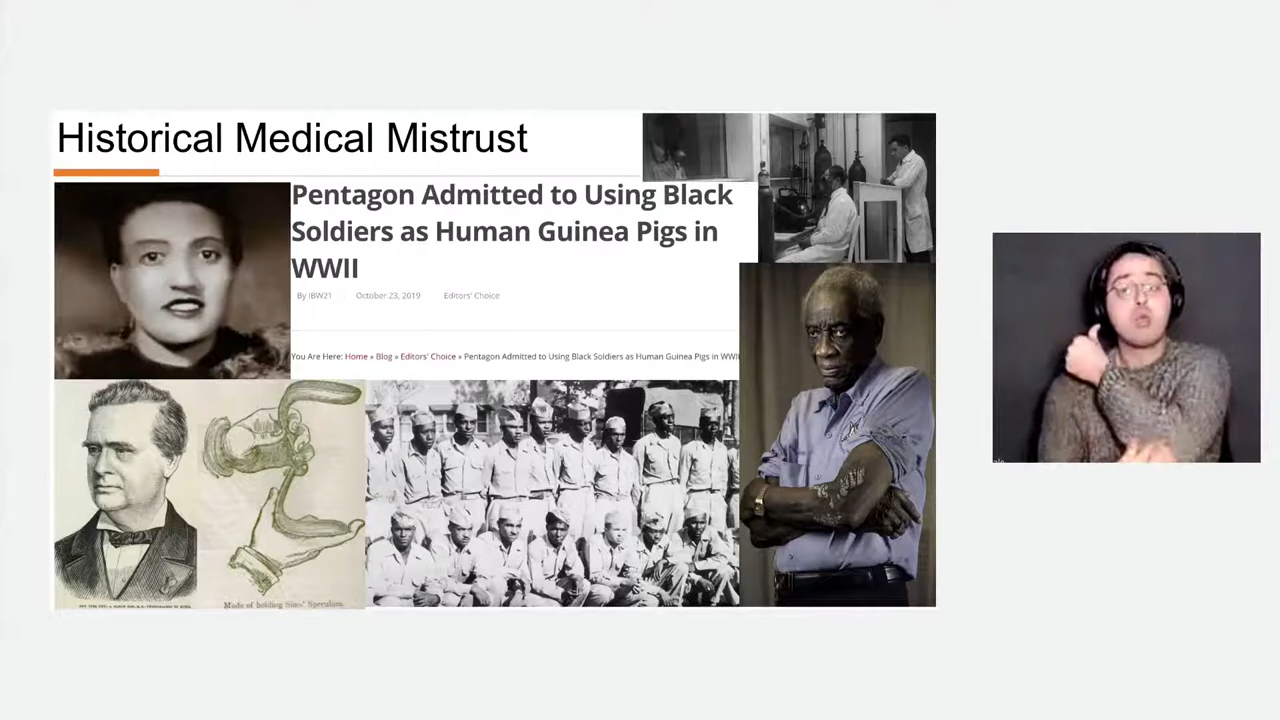 Historical Medical Mistrust
Pentagon Admitted to Using Black
Soldiers as Human Guinea Pigs in
WWII
By IBW21 October 23, 2019 Editors' Choice
You Are Here: Home » Blog » Editors' Choice » Pentagon Admitted to Using Black Soldiers as Human Guinea Pigs in WWII
Mode of holding Sims' Speculum.